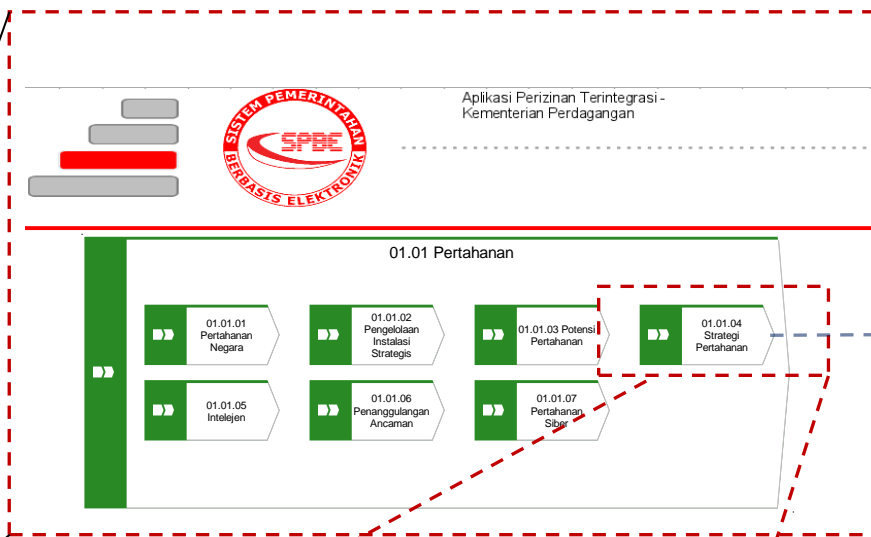 Aplikasi Perizinan Terintegrasi -
Kementerian Perdagangan
SISTEM PEMERINTAHAN
SPBE
BERBASIS ELEKTRONIK
01.01 Pertahanan
01.01.01
Pertahanan
Negara
01.01.02
Pengelolaan
Instalasi
Strategis
01.01.03 Potensi
Pertahanan
01.01.04
Strategi
Pertahanan
01.01.05
Intelejen
01.01.06
Penanggulangan
Ancaman
01.01.07
Pertahanan
Siber